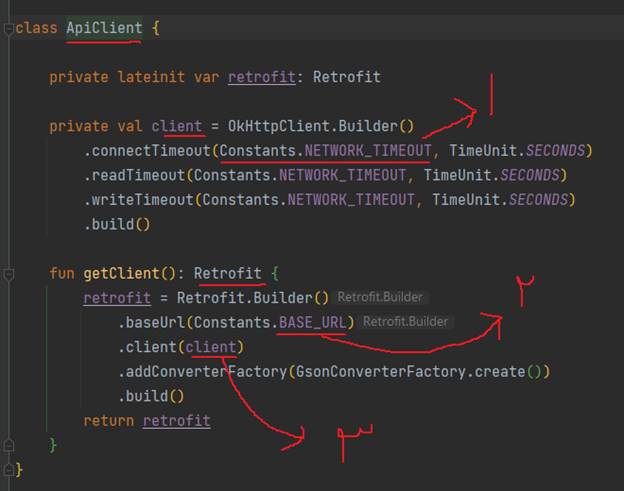 class ApiClient {
private lateinit var retrofit: Retrofit
۱
private val client = OkHttpClient.Builder()
.connectTimeout(Constants.NETWORK_TIMEOUT, TimeUnit.SECONDS)
.readTimeout(Constants.NETWORK_TIMEOUT, TimeUnit.SECONDS)
.writeTimeout(Constants.NETWORK_TIMEOUT, TimeUnit.SECONDS)
.build()
fun getClient(): Retrofit {
retrofit = Retrofit.Builder() Retrofit.Builder
۲
.baseUrl(Constants.BASE_URL) Retrofit.Builder
.client(client)
.addConverterFactory(GsonConverterFactory.create())
.build()
return retrofit
۳
}
}